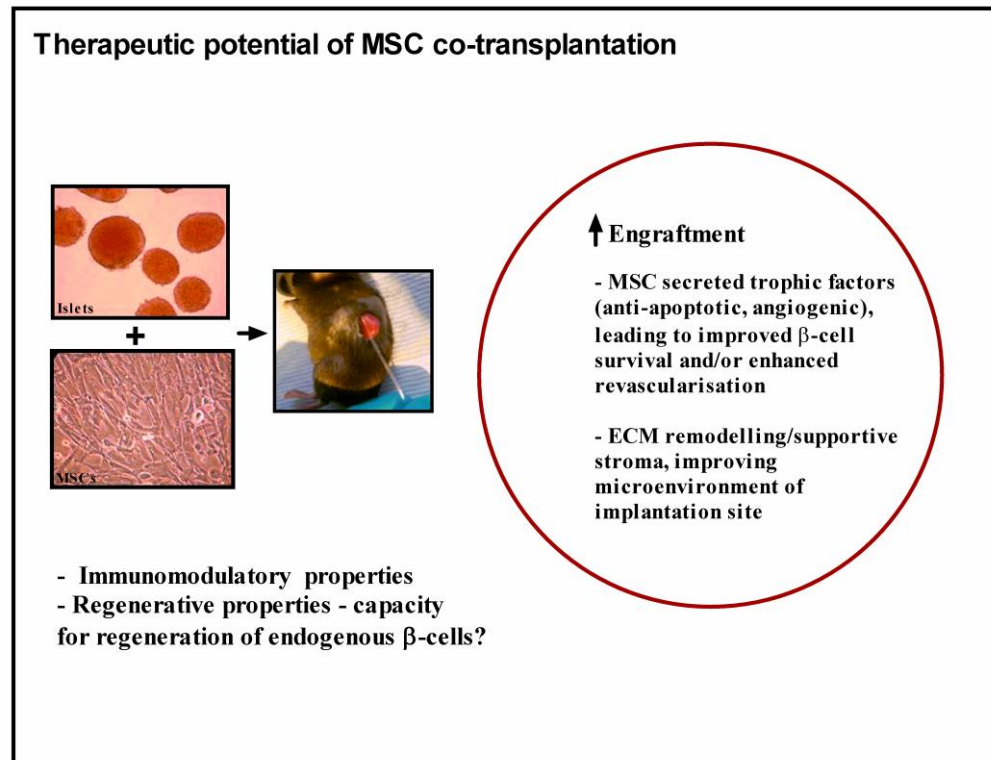 Therapeutic potential of MSC co-transplantation
Islets
+
MSCs
- Immunomodulatory properties
- Regenerative properties - capacity
for regeneration of endogenous β-cells?
↑ Engraftment
- MSC secreted trophic factors
(anti-apoptotic, angiogenic),
leading to improved β-cell
survival and/or enhanced
revascularisation
- ECM remodelling/supportive
stroma, improving
microenvironment of
implantation site